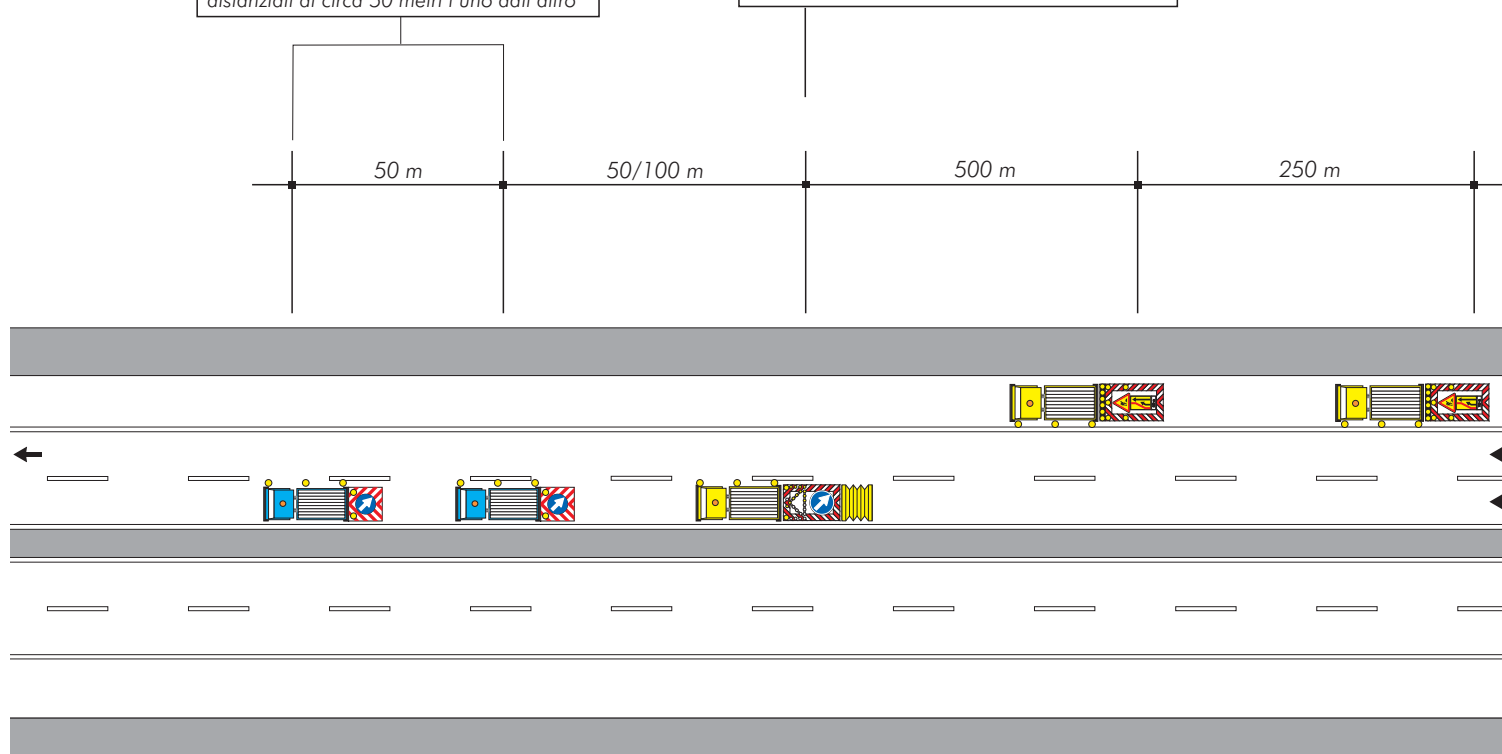 distanziati di circa 50 metri l'uno dall'altro
50 m
50/100 m
500 m
250 m